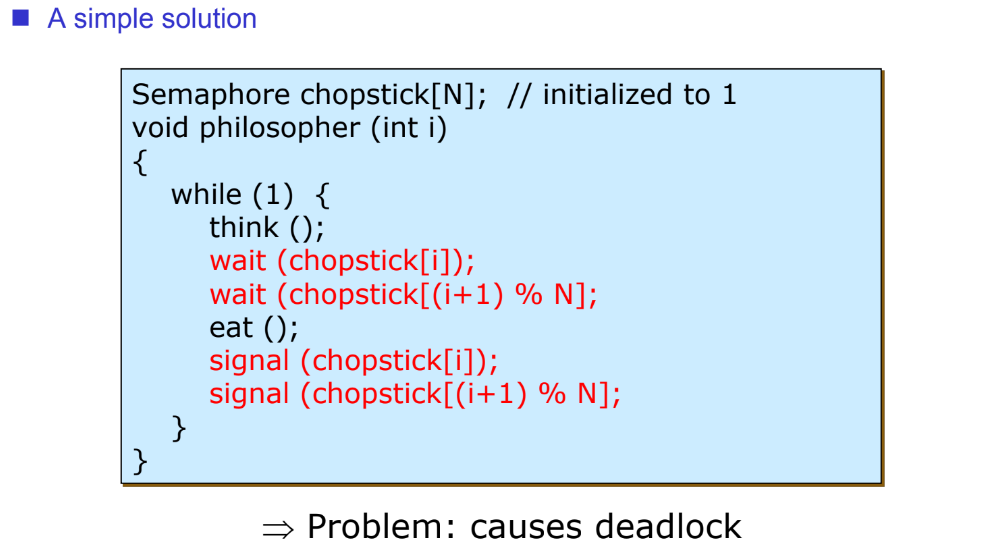 ■ A simple solution
Semaphore chopstick[N];  // initialized to 1
void philosopher (int i)
{
while (1)  {
think ();
wait (chopstick[i]);
wait (chopstick[(i+1) % N];
eat ();
signal (chopstick[i]);
signal (chopstick[(i+1) % N];
}
}
⇒ Problem: causes deadlock